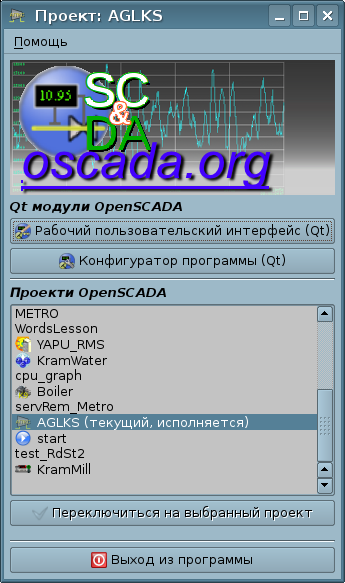 Проект: AGLKS
Помощь
10.95
SC
&
DA
oscada.org
Qt модули OpenSCADA
Рабочий пользовательский интерфейс (Qt)
Конфигуратор программы (Qt)
Проекти OpenSCADA
METRO
WordsLesson
YAPU_RMS
KramWater
cpu_graph
Boiler
servRem_Metro
AGLKS (текущий, исполняется)
start
test_RdSt2
KramMill
Переключиться на выбранный проект
Выход из программы